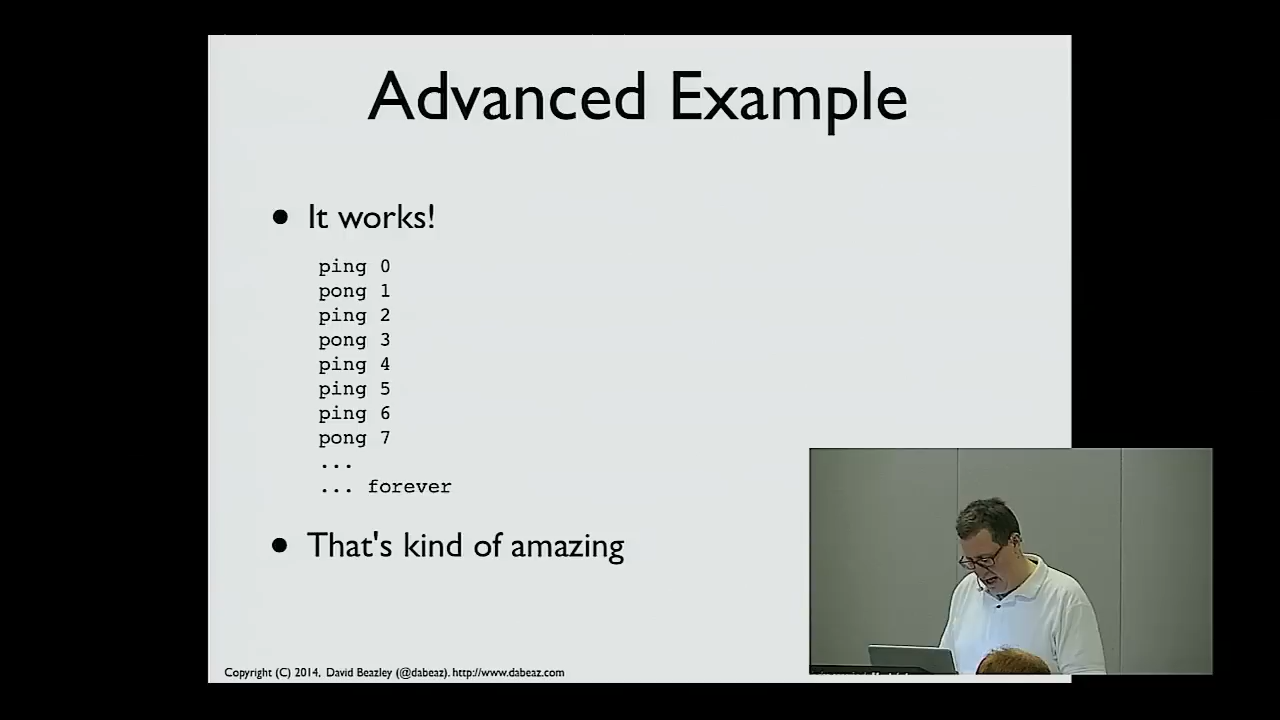 Advanced Example
• It works!
ping 0
pong 1
ping 2
pong 3
ping 4
ping 5
ping 6
pong 7
...
... forever
• That's kind of amazing
Copyright (C) 2014, David Beazley (@dabeaz). http://www.dabeaz.com